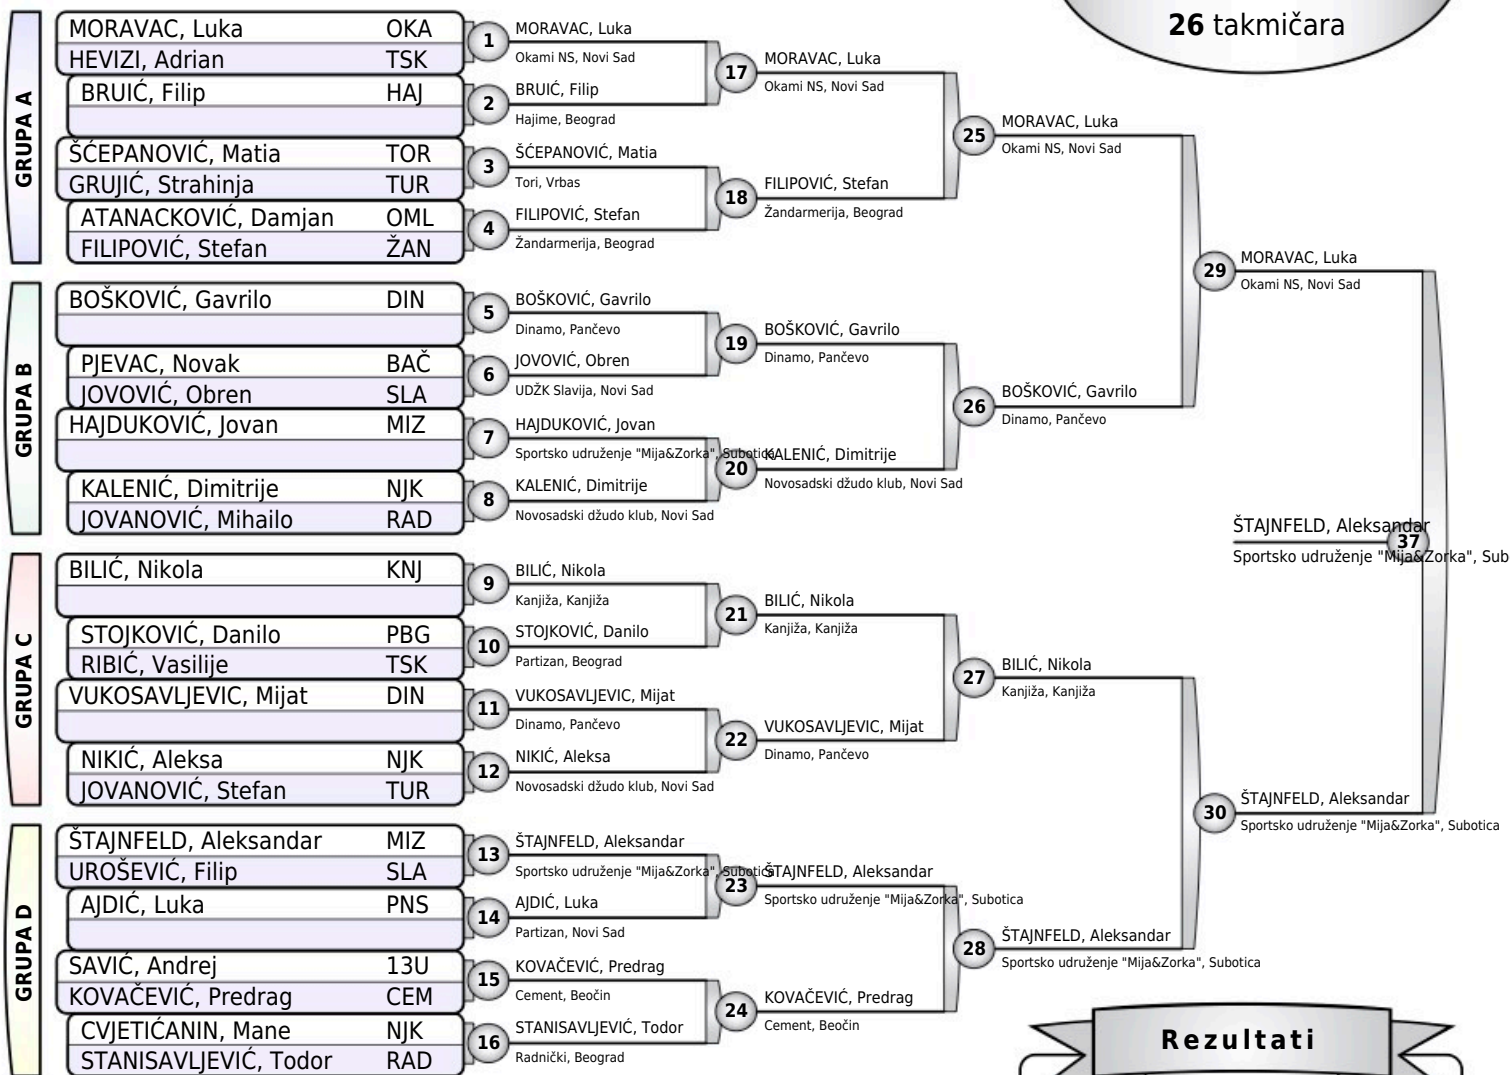 26 takmičara
GRUPA A
MORAVAC, Luka OKA
HEVIZI, Adrian TSK
BRUIĆ, Filip HAJ
ŠĆEPANOVIĆ, Matia TOR
GRUJIĆ, Strahinja TUR
ATANACKOVIĆ, Damjan OML
FILIPOVIĆ, Stefan ŽAN
GRUPA B
BOŠKOVIĆ, Gavrilo DIN
PJEVAC, Novak BAČ
JOVOVIĆ, Obren SLA
HAJDUKOVIĆ, Jovan MIZ
KALENIĆ, Dimitrije NJK
JOVANOVIĆ, Mihailo RAD
GRUPA C
BILIĆ, Nikola KNJ
STOJKOVIĆ, Danilo PBG
RIBIĆ, Vasilije TSK
VUKOSAVLJEVIC, Mijat DIN
NIKIĆ, Aleksa NJK
JOVANOVIĆ, Stefan TUR
GRUPA D
ŠTAJNFELD, Aleksandar MIZ
UROŠEVIĆ, Filip SLA
AJDIĆ, Luka PNS
SAVIĆ, Andrej 13U
KOVAČEVIĆ, Predrag CEM
CVJETIĆANIN, Mane NJK
STANISAVLJEVIĆ, Todor RAD
1 MORAVAC, Luka
Okami NS, Novi Sad
2 BRUIĆ, Filip
Hajime, Beograd
3 ŠĆEPANOVIĆ, Matia
Tori, Vrbas
4 FILIPOVIĆ, Stefan
Žandarmerija, Beograd
5 BOŠKOVIĆ, Gavrilo
Dinamo, Pančevo
6 JOVOVIĆ, Obren
UDŽK Slavija, Novi Sad
7 HAJDUKOVIĆ, Jovan
Sportsko udruženje "Mija&Zorka", Subotica
8 KALENIĆ, Dimitrije
Novosadski džudo klub, Novi Sad
9 BILIĆ, Nikola
Kanjiža, Kanjiža
10 STOJKOVIĆ, Danilo
Partizan, Beograd
11 VUKOSAVLJEVIC, Mijat
Dinamo, Pančevo
12 NIKIĆ, Aleksa
Novosadski džudo klub, Novi Sad
13 ŠTAJNFELD, Aleksandar
Sportsko udruženje "Mija&Zorka", Subotica
14 AJDIĆ, Luka
Partizan, Novi Sad
15 KOVAČEVIĆ, Predrag
Cement, Beočin
16 STANISAVLJEVIĆ, Todor
Radnički, Beograd
17 MORAVAC, Luka
Okami NS, Novi Sad
18 FILIPOVIĆ, Stefan
Žandarmerija, Beograd
19 BOŠKOVIĆ, Gavrilo
Dinamo, Pančevo
20 KALENIĆ, Dimitrije
Novosadski džudo klub, Novi Sad
21 BILIĆ, Nikola
Kanjiža, Kanjiža
22 VUKOSAVLJEVIC, Mijat
Dinamo, Pančevo
23 ŠTAJNFELD, Aleksandar
Sportsko udruženje "Mija&Zorka", Subotica
24 KOVAČEVIĆ, Predrag
Cement, Beočin
25 MORAVAC, Luka
Okami NS, Novi Sad
26 BOŠKOVIĆ, Gavrilo
Dinamo, Pančevo
27 BILIĆ, Nikola
Kanjiža, Kanjiža
28 ŠTAJNFELD, Aleksandar
Sportsko udruženje "Mija&Zorka", Subotica
29 MORAVAC, Luka
Okami NS, Novi Sad
30 ŠTAJNFELD, Aleksandar
Sportsko udruženje "Mija&Zorka", Subotica
ŠTAJNFELD, Aleksandar
37
Sportsko udruženje "Mija&Zorka", Sub
Rezultati